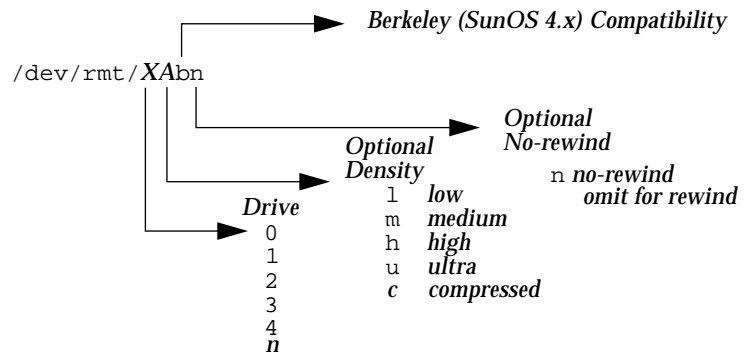 Berkeley (SunOS 4.x) Compatibility
/dev/rmt/XAbn
Optional
No-rewind
n no-rewind
omit for rewind
Optional
Density
l low
m medium
h high
u ultra
c compressed
Drive
0
1
2
3
4
n